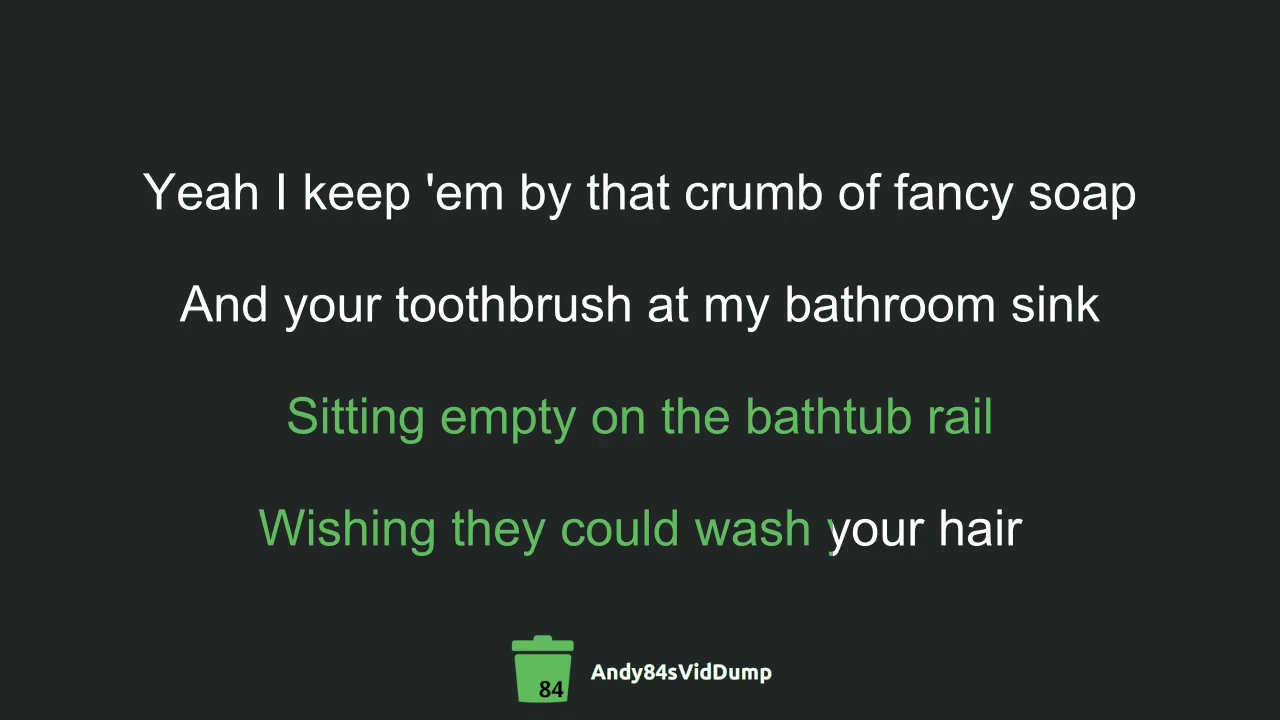 Yeah I keep 'em by that crumb of fancy soap
And your toothbrush at my bathroom sink
Sitting empty on the bathtub rail
Wishing they could wash your hair
84 Andy84sVidDump